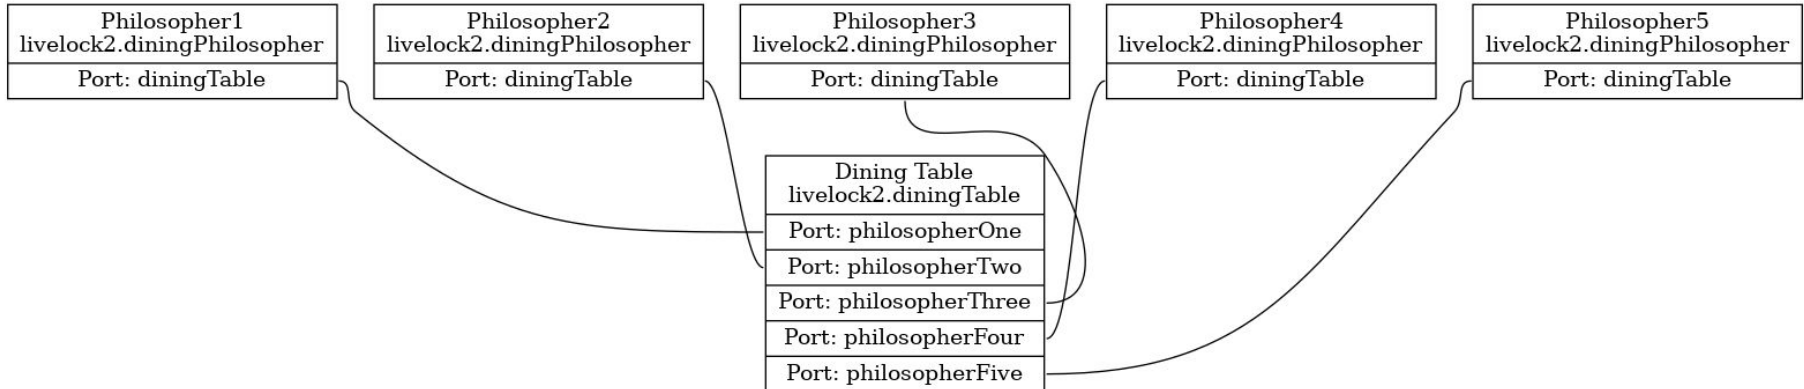 Philosopher1
livelock2.diningPhilosopher
Port: diningTable
Philosopher2
livelock2.diningPhilosopher
Port: diningTable
Philosopher3
livelock2.diningPhilosopher
Port: diningTable
Philosopher4
livelock2.diningPhilosopher
Port: diningTable
Philosopher5
livelock2.diningPhilosopher
Port: diningTable
Dining Table
livelock2.diningTable
Port: philosopherOne
Port: philosopherTwo
Port: philosopherThree
Port: philosopherFour
Port: philosopherFive